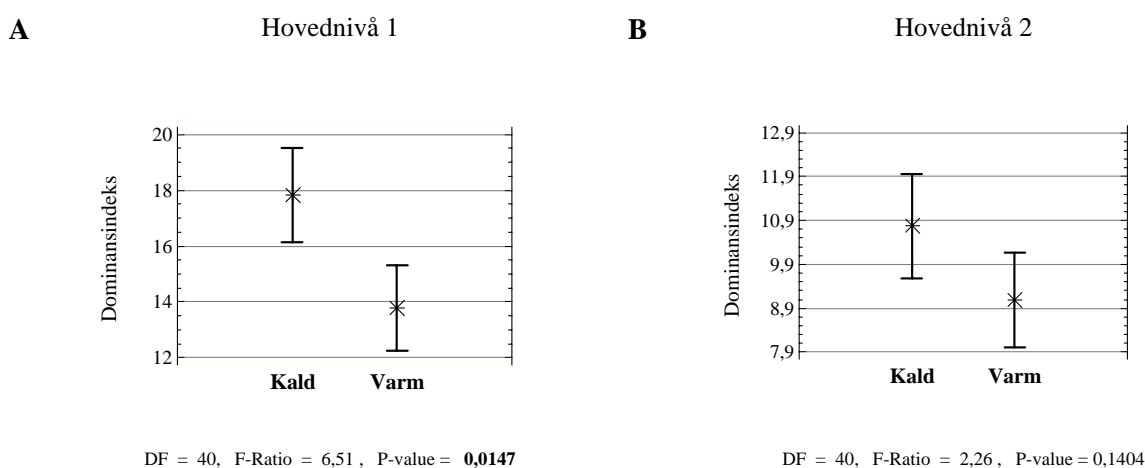 A
Hovednivå 1
20
18
16
14
12
Dominansindeks
Kald Varm
DF = 40, F-Ratio = 6,51 , P-value = 0,0147
B
Hovednivå 2
12,9
11,9
10,9
9,9
8,9
7,9
Dominansindeks
Kald Varm
DF = 40, F-Ratio = 2,26 , P-value = 0,1404